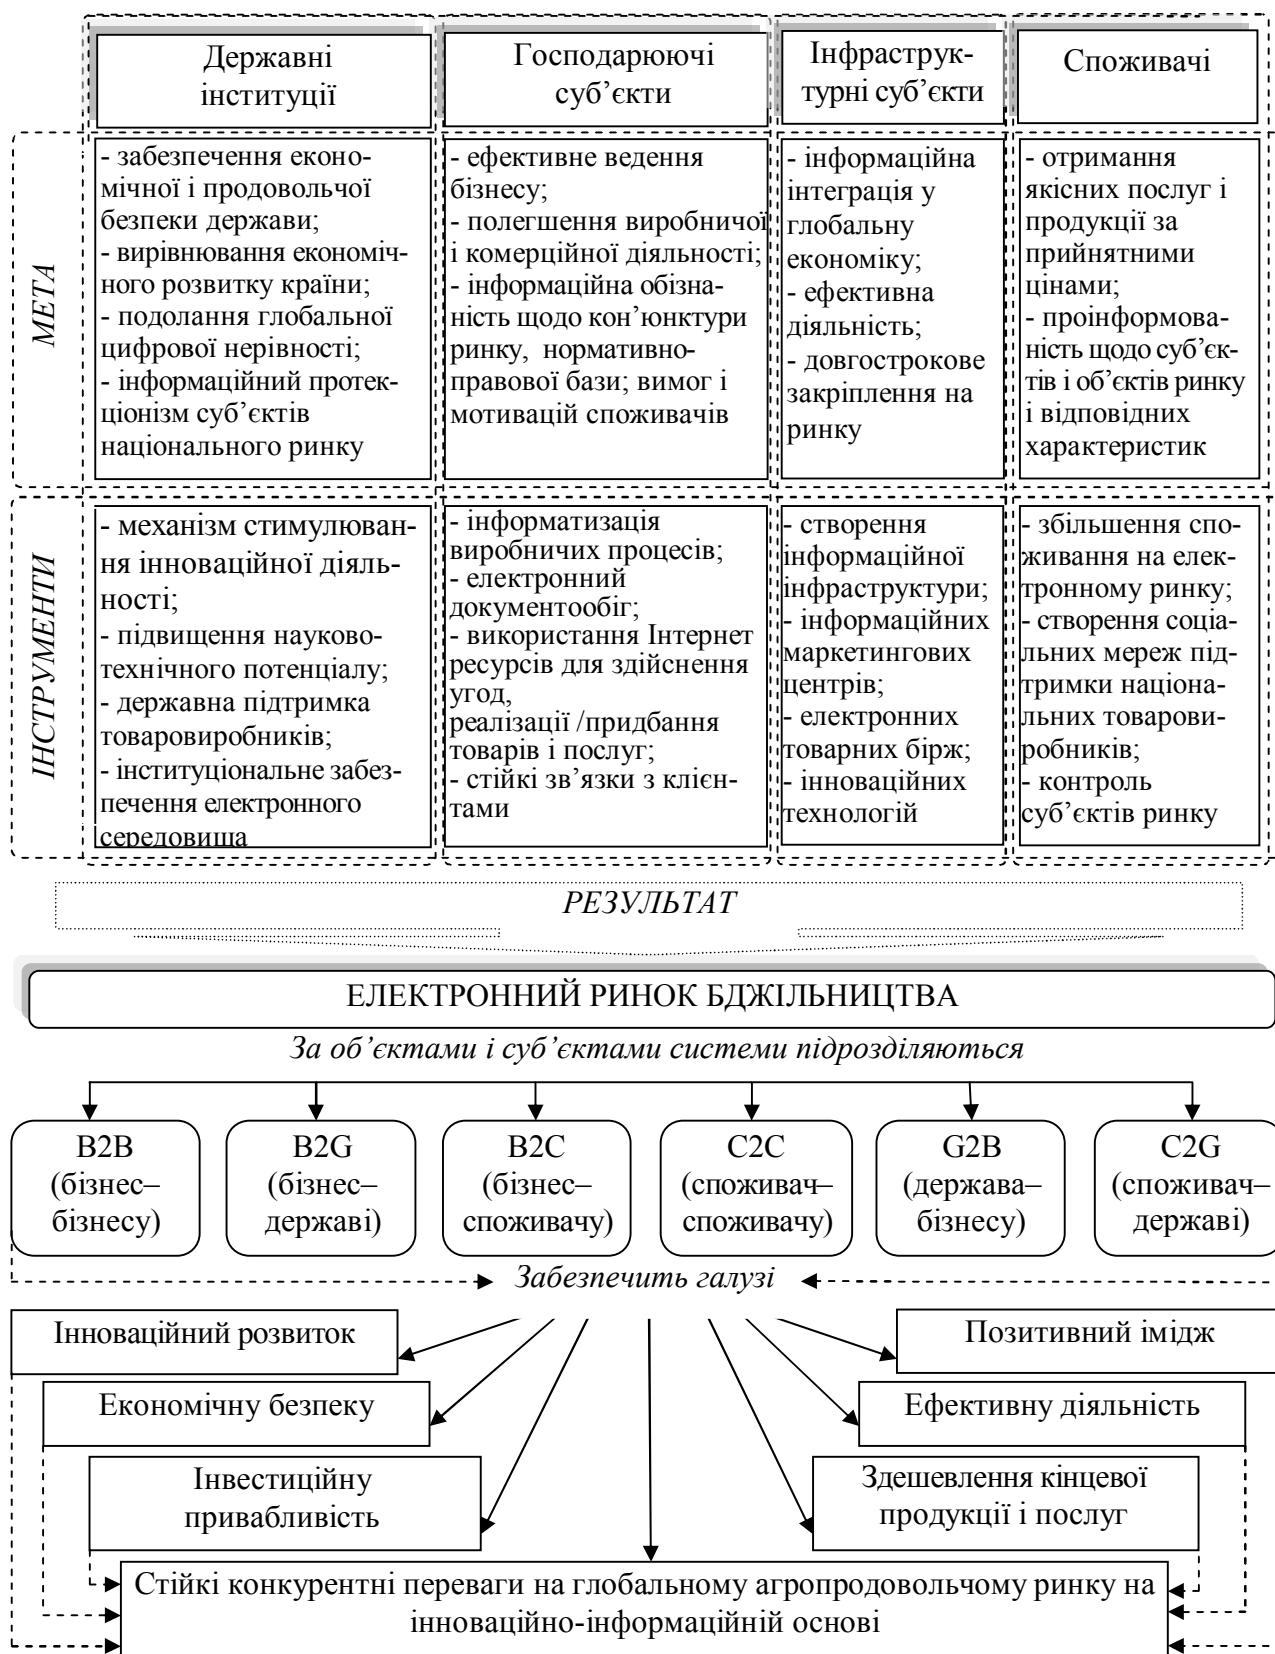 Державні
інституції
Господарюючі
суб’єкти
Інфраструк-
турні суб’єкти
Споживачі
МЕТА
- забезпечення еконо-
мічної і продовольчої
безпеки держави;
- вирівнювання економіч-
ного розвитку країни;
- подолання глобальної
цифрової нерівності;
- інформаційний протек-
ціонізм суб’єктів
національного ринку
- ефективне ведення
бізнесу;
- полегшення виробничої
і комерційної діяльності;
- інформаційна обізна-
ність щодо кон’юнктури
ринку, нормативно-
правової бази; вимог і
мотивацій споживачів
- інформаційна
інтеграція у
глобальну
економіку;
- ефективна
діяльність;
- довгострокове
закріплення на
ринку
- отримання
якісних послуг і
продукції за
прийнятними
цінами;
- проінформова-
ність щодо суб’єк-
тів і об’єктів ринку
і відповідних
характеристик
ІНСТРУМЕНТИ
- механізм стимулюван-
ня інноваційної діяль-
ності;
- підвищення науково-
технічного потенціалу;
- державна підтримка
товаровиробників;
- інституціональне забез-
печення електронного
середовища
- інформатизація
виробничих процесів;
- електронний
документообіг;
- використання Інтернет
ресурсів для здійснення
угод,
реалізації /придбання
товарів і послуг;
- стійкі зв’язки з клієн-
тами
- створення
інформаційної
інфраструктури;
- інформаційних
маркетингових
центрів;
- електронних
товарних бірж;
- інноваційних
технологій
- збільшення спо-
живання на елек-
тронному ринку;
- створення соціа-
льних мереж під-
тримки націона-
льних товарови-
робників;
- контроль
суб’єктів ринку
РЕЗУЛЬТАТ
ЕЛЕКТРОННИЙ РИНОК БДЖІЛЬНИЦТВА
За об’єктами і суб’єктами системи підрозділяються
B2B
(бізнес–
бізнесу)
B2G
(бізнес–
державі)
B2C
(бізнес–
споживачу)
C2C
(споживач–
споживачу)
G2B
(держава–
бізнесу)
C2G
(споживач–
державі)
Забезпечить галузі
Інноваційний розвиток
Позитивний імідж
Економічну безпеку
Ефективну діяльність
Інвестиційну
привабливість
Здешевлення кінцевої
продукції і послуг
Стійкі конкурентні переваги на глобальному агропродовольчому ринку на
інноваційно-інформаційній основі